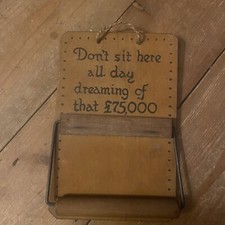 Don't sit here
all day
dreaming of
that £75,000